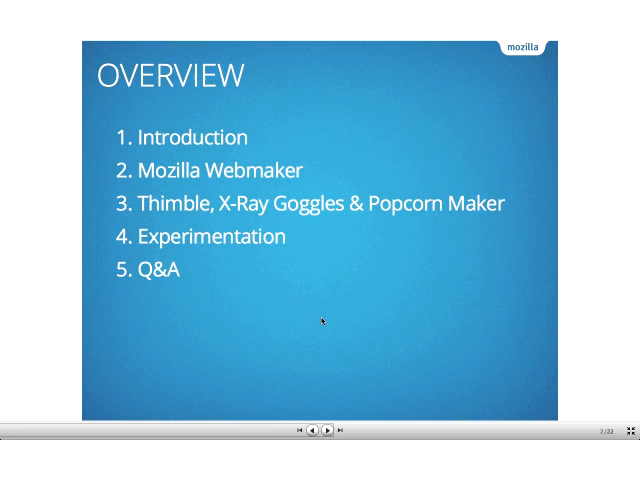 mozilla
OVERVIEW
1. Introduction
2. Mozilla Webmaker
3. Thimble, X-Ray Goggles & Popcorn Maker
4. Experimentation
5. Q&A
2/22